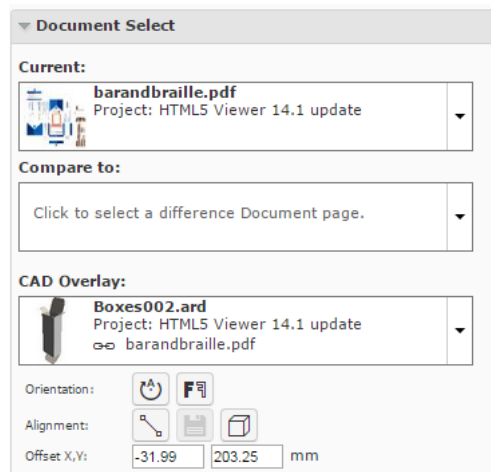 Document Select
Current:
barandbraille.pdf
Project: HTML5 Viewer 14.1 update
Compare to:
Click to select a difference Document page.
CAD Overlay:
Boxes002.ard
Project: HTML5 Viewer 14.1 update
barandbraille.pdf
Orientation:
Alignment:
Offset X,Y: -31.99 203.25 mm